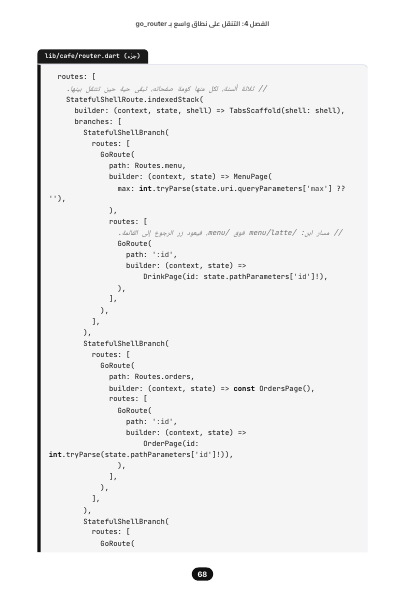 الفصل 4: التنقل على نطاق واسع بـ go_router
lib/cafe/router.dart (جزء)
routes: [
// ثلاثة ألسنة، لكل منها كومة صفحاته، تبقى حية حين تنتقل بينها.
StatefulShellRoute.indexedStack(
builder: (context, state, shell) => TabsScaffold(shell: shell),
branches: [
StatefulShellBranch(
routes: [
GoRoute(
path: Routes.menu,
builder: (context, state) => MenuPage(
max: int.tryParse(state.uri.queryParameters['max'] ??
''),
),
routes: [
// مسار ابن: /menu/latte فوق /menu، فيعود زر الرجوع إلى القائمة.
GoRoute(
path: ':id',
builder: (context, state) =>
DrinkPage(id: state.pathParameters['id']!),
),
],
),
],
),
StatefulShellBranch(
routes: [
GoRoute(
path: Routes.orders,
builder: (context, state) => const OrdersPage(),
routes: [
GoRoute(
path: ':id',
builder: (context, state) =>
OrderPage(id:
int.tryParse(state.pathParameters['id']!)),
),
],
),
],
),
StatefulShellBranch(
routes: [
GoRoute(
68